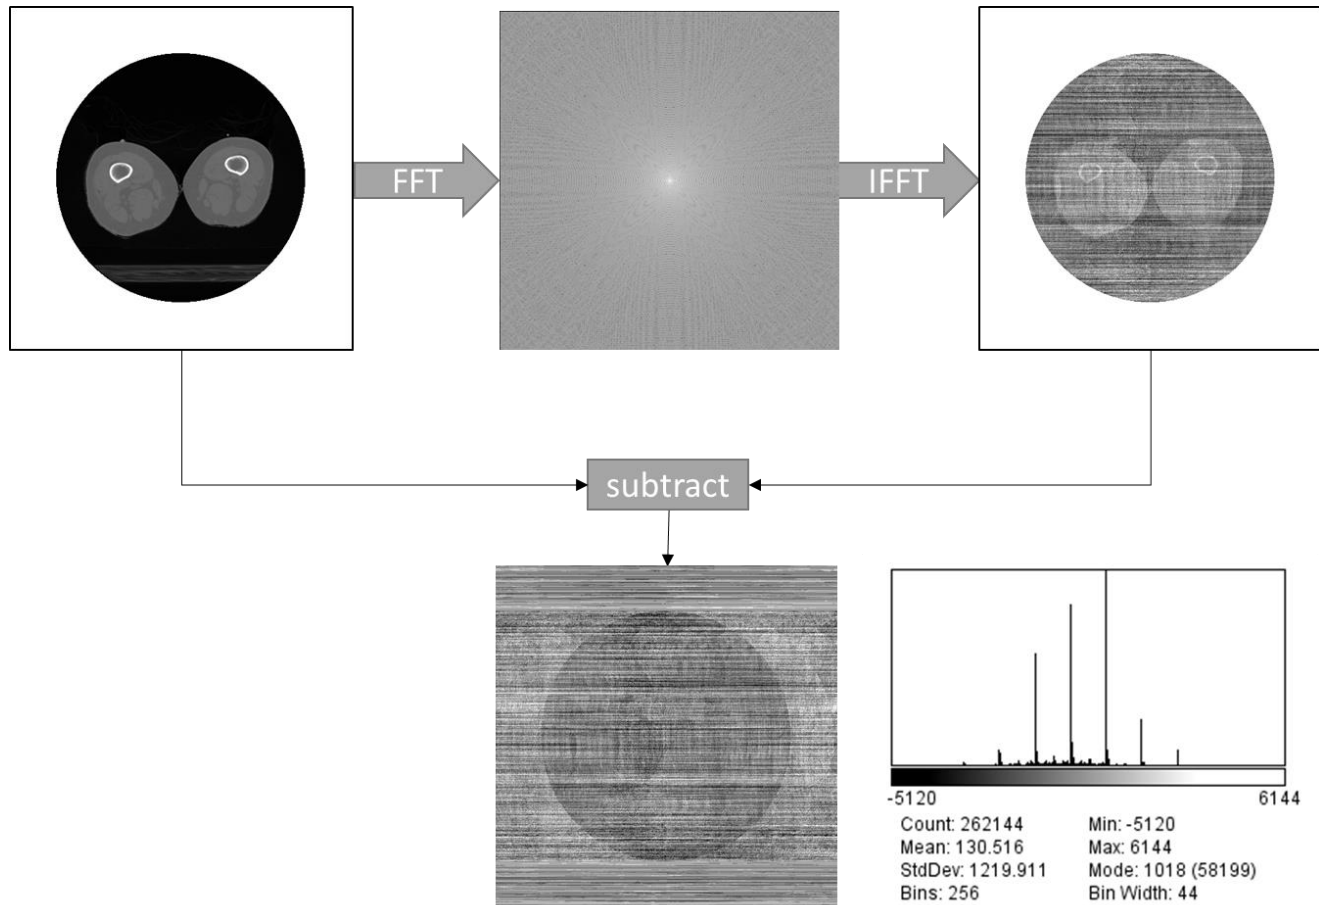 FFT
IFFT
subtract
-5120 6144
Count: 262144 Min: -5120
Mean: 130.516 Max: 6144
StdDev: 1219.911 Mode: 1018 (58199)
Bins: 256 Bin Width: 44